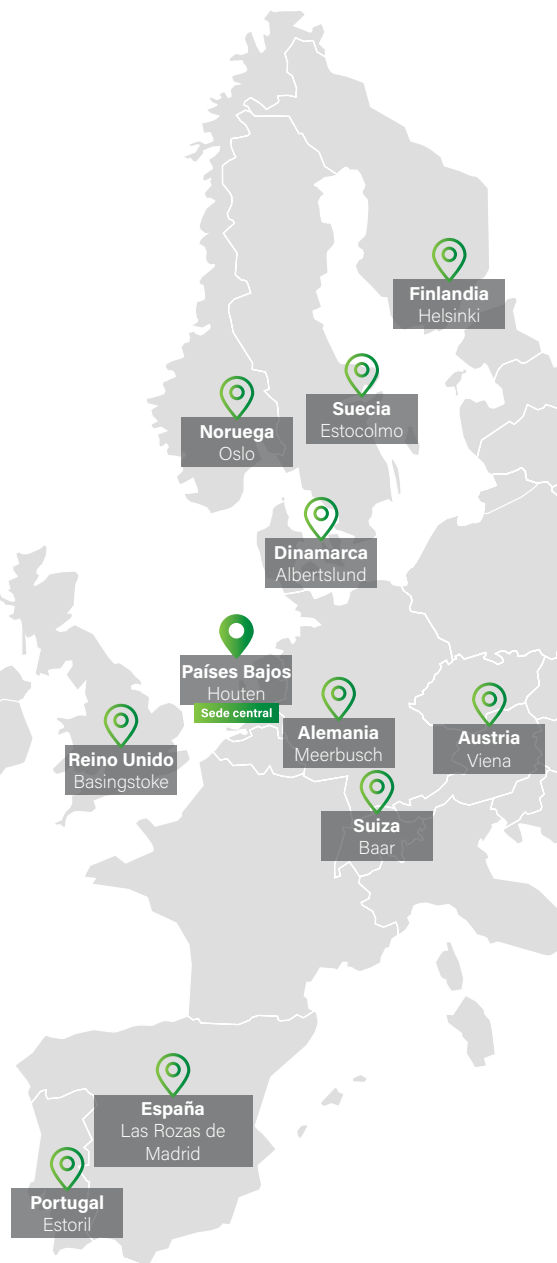 Finlandia
Helsinki
Suecia
Estocolmo
Noruega
Oslo
Dinamarca
Albertslund
Países Bajos
Houten
Sede central
Alemania
Meerbusch
Austria
Viena
Reino Unido
Basingstoke
Suiza
Baar
España
Las Rozas de
Madrid
Portugal
Estoril